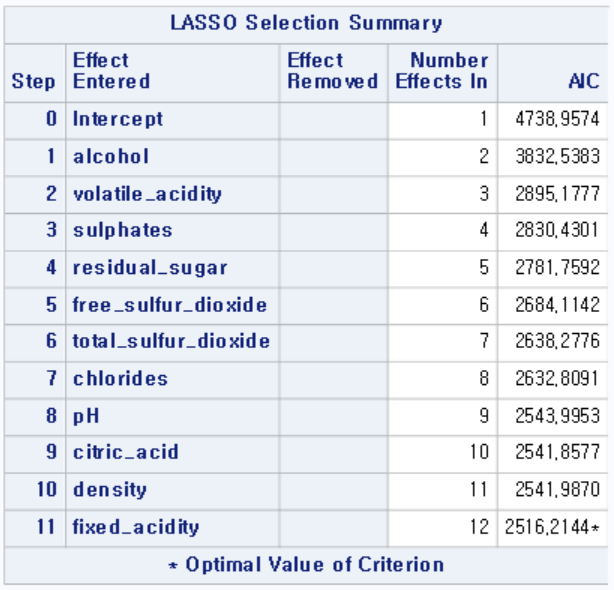 LASSO Selection Summary
Step Effect Entered Effect Removed Number Effects In AIC
0 Intercept 1 4738,9574
1 alcohol 2 3832,5383
2 volatile_acidity 3 2895,1777
3 sulphates 4 2830,4301
4 residual_sugar 5 2781,7592
5 free_sulfur_dioxide 6 2684,1142
6 total_sulfur_dioxide 7 2638,2776
7 chlorides 8 2632,8091
8 pH 9 2543,9953
9 citric_acid 10 2541,8577
10 density 11 2541,9870
11 fixed_acidity 12 2516,2144*
* Optimal Value of Criterion